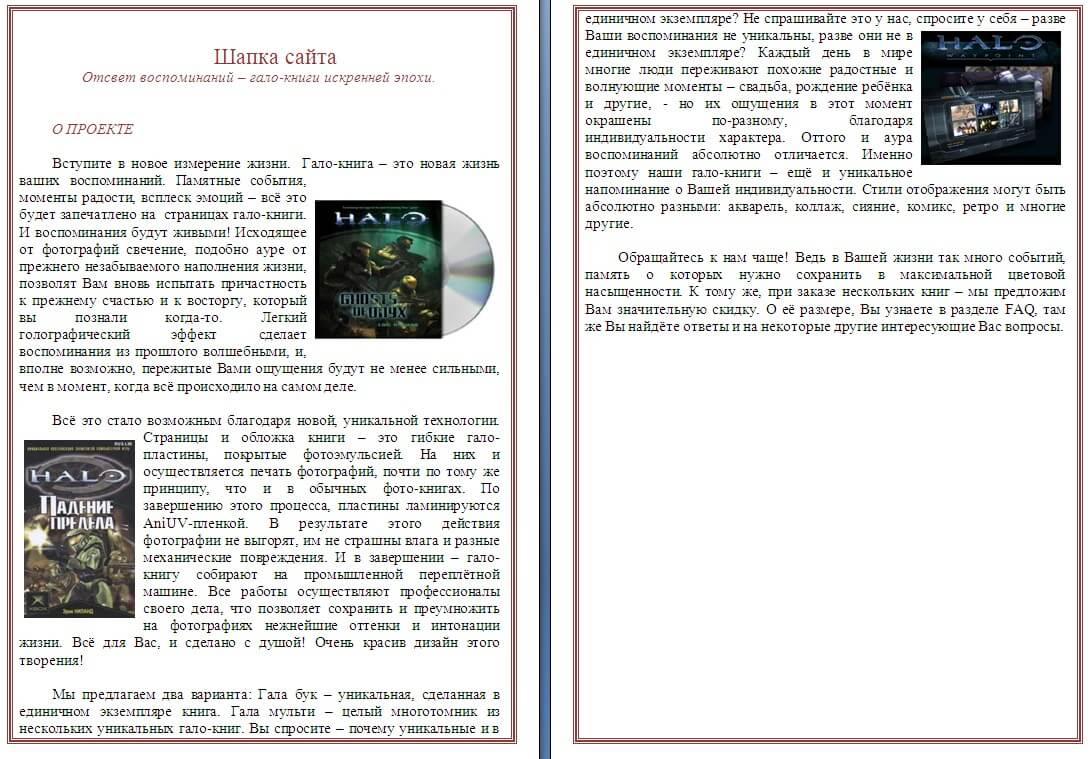 Шапка сайта
Отсвет воспоминаний – гало-книги искренней эпохи.
О ПРОЕКТЕ
Вступите в новое измерение жизни. Гало-книга – это новая жизнь
ваших воспоминаний. Памятные события,
моменты радости, всплеск эмоций – всё это
будет запечатлено на страницах гало-книги.
И воспоминания будут живыми! Исходящее
от фотографий свечение, подобно ауре от
прежнего незабываемого наполнения жизни,
позволят Вам вновь испытать причастность
к прежнему счастью и к восторгу, который
вы познали когда-то. Легкий
голографический эффект сделает
воспоминания из прошлого волшебными, и,
вполне возможно, пережитые Вами ощущения будут не менее сильными,
чем в момент, когда всё происходило на самом деле.
HALO
GHOSTS
OF ONYX
Всё это стало возможным благодаря новой, уникальной технологии.
Страницы и обложка книги – это гибкие гало-
пластины, покрытые фотоэмульсией. На них и
осуществляется печать фотографий, почти по тому же
принципу, что и в обычных фото-книгах. По
завершению этого процесса, пластины ламинируются
AniUV-пленкой. В результате этого действия
фотографии не выгорят, им не страшны влага и разные
механические повреждения. И в завершении – гало-
книгу собирают на промышленной переплётной
машине. Все работы осуществляют профессионалы
своего дела, что позволяет сохранить и преумножить
на фотографиях нежнейшие оттенки и интонации
жизни. Всё для Вас, и сделано с душой! Очень красив дизайн этого
творения!
HALO
ПАДЕНИЕ
ПРЕДЕЛА
XBOX
Эрик НИЛАНД
Мы предлагаем два варианта: Гала бук – уникальная, сделанная в
единичном экземпляре книга. Гала мульти – целый многотомник из
нескольких уникальных гало-книг. Вы спросите – почему уникальные и в
единичном экземпляре? Не спрашивайте это у нас, спросите у себя – разве
Ваши воспоминания не уникальны, разве они не в
единичном экземпляре? Каждый день в мире
многие люди переживают похожие радостные и
волнующие моменты – свадьба, рождение ребёнка
и другие, - но их ощущения в этот момент
окрашены по-разному, благодаря
индивидуальности характера. Оттого и аура
воспоминаний абсолютно отличается. Именно
поэтому наши гало-книги – ещё и уникальное
напоминание о Вашей индивидуальности. Стили отображения могут быть
абсолютно разными: акварель, коллаж, сияние, комикс, ретро и многие
другие.
HALO
WAYPOINT
Обращайтесь к нам чаще! Ведь в Вашей жизни так много событий,
память о которых нужно сохранить в максимальной цветовой
насыщенности. К тому же, при заказе нескольких книг – мы предложим
Вам значительную скидку. О её размере, Вы узнаете в разделе FAQ, там
же Вы найдёте ответы и на некоторые другие интересующие Вас вопросы.